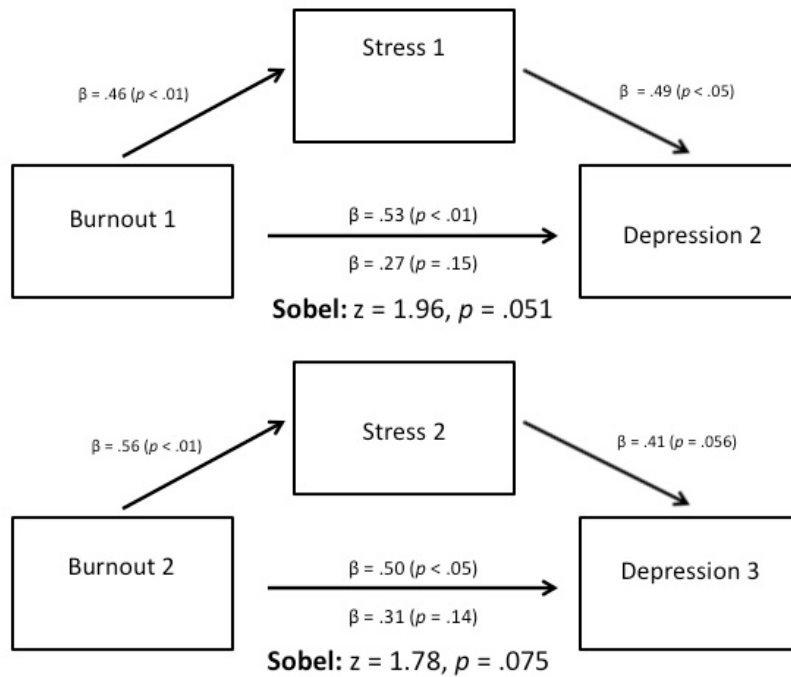 Stress 1
β = .46 (p < .01)
β = .49 (p < .05)
Burnout 1
β = .53 (p < .01)
Depression 2
β = .27 (p = .15)
Sobel: z = 1.96, p = .051
Stress 2
β = .56 (p < .01)
β = .41 (p = .056)
Burnout 2
β = .50 (p < .05)
Depression 3
β = .31 (p = .14)
Sobel: z = 1.78, p = .075